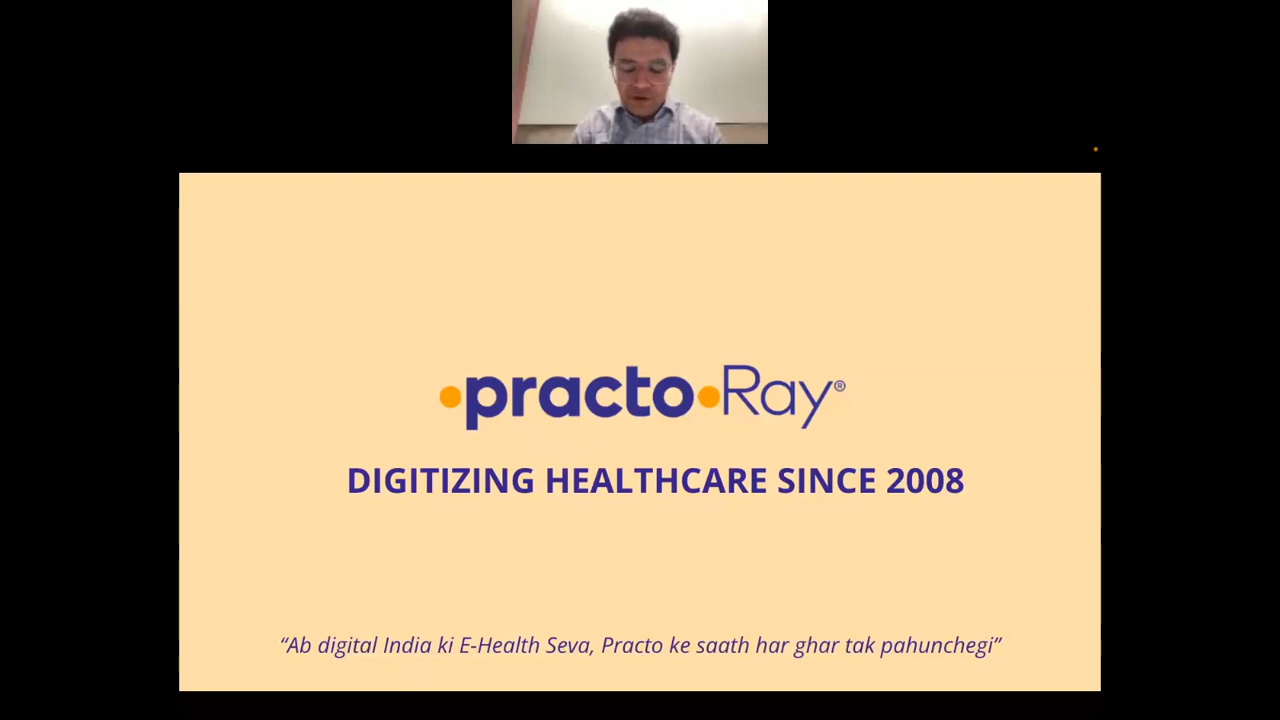 practo Ray®
DIGITIZING HEALTHCARE SINCE 2008
“Ab digital India ki E-Health Seva, Practo ke saath har ghar tak pahunchegi”